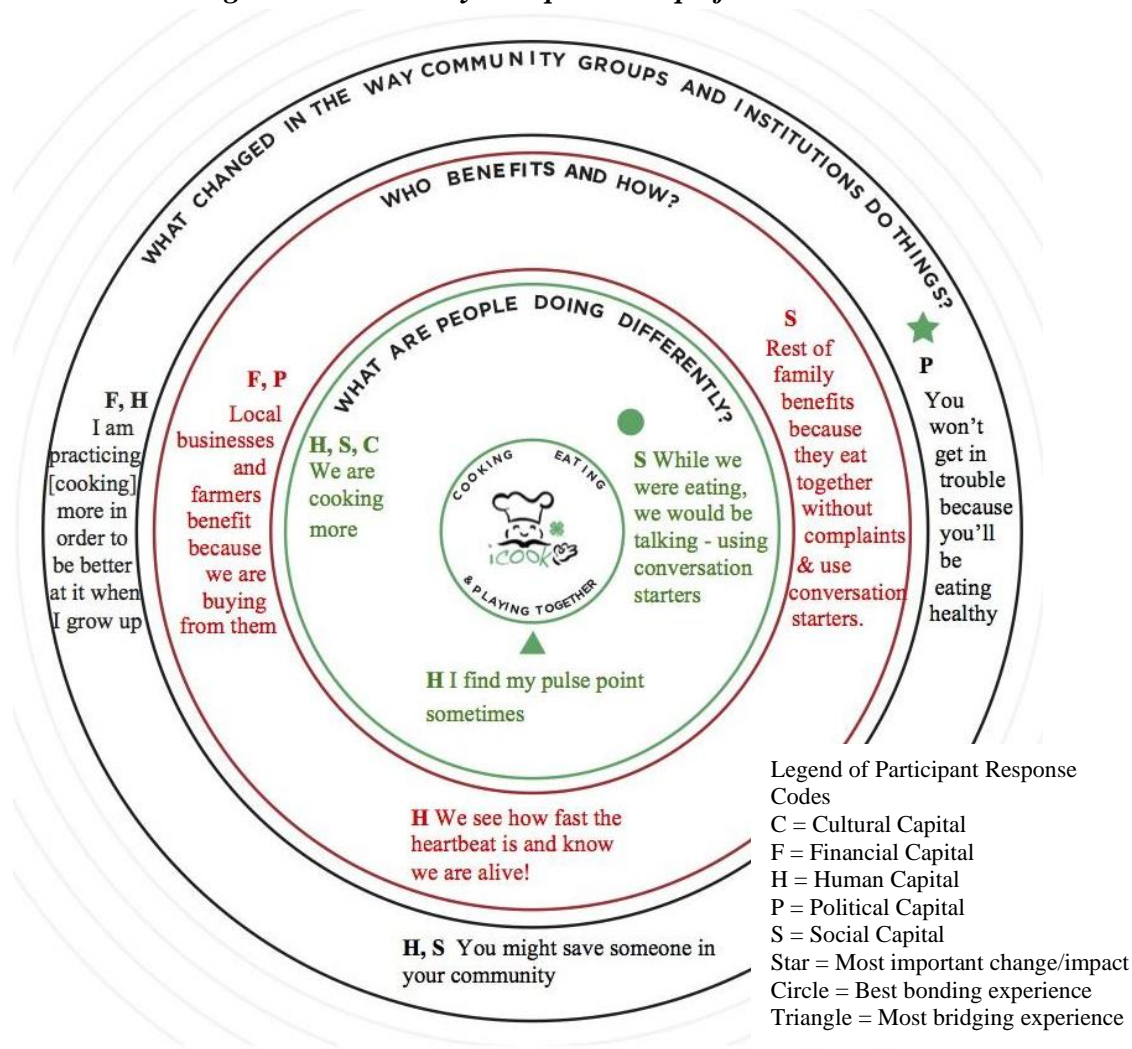 WHAT CHANGED IN THE WAY COMMUNITY GROUPS AND INSTITUTIONS DO THINGS?
WHO BENEFITS AND HOW?
WHAT ARE PEOPLE DOING DIFFERENTLY?
COOKING EATING
icook
& PLAYING TOGETHER
F, H
I am
practicing
[cooking]
more in
order to
be better
at it when
I grow up
F, P
Local
businesses
and
farmers
benefit
because
we are
buying
from them
H, S, C
We are
cooking
more
S While we
were eating,
we would be
talking - using
conversation
starters
S
Rest of
family
benefits
because
they eat
together
without
complaints
& use
conversation
starters.
P
You
won't
get in
trouble
because
you'll
be
eating
healthy
H I find my pulse point
sometimes
H We see how fast the
heartbeat is and know
we are alive!
H, S You might save someone in
your community
Legend of Participant Response
Codes
C = Cultural Capital
F = Financial Capital
H = Human Capital
P = Political Capital
S = Social Capital
Star = Most important change/impact
Circle = Best bonding experience
Triangle = Most bridging experience